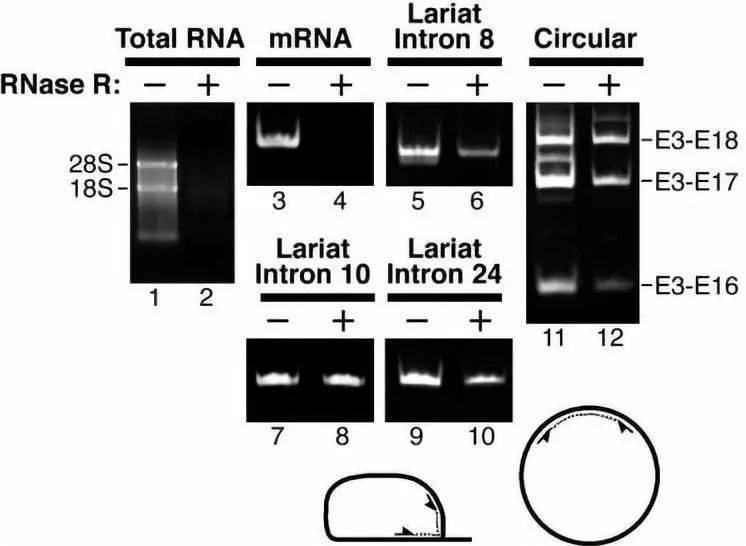 Total RNA mRNA Lariat Intron 8 Circular
RNase R: − + − + − + − +
28S
18S
E3-E18
E3-E17
E3-E16
1 2 3 4 5 6 11 12
Lariat Intron 10 Lariat Intron 24
− + − +
7 8 9 10